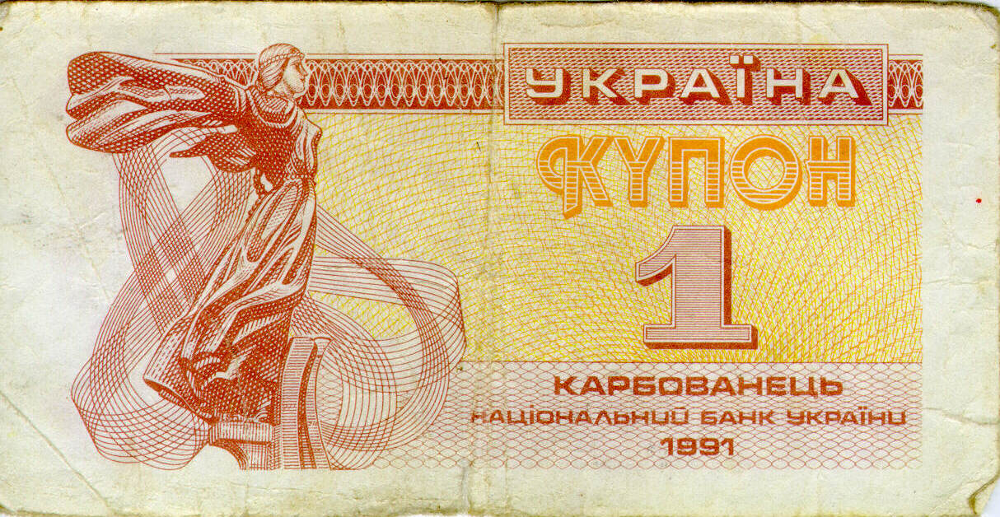 УКРАЇНА
КУПОН
1
КАРБОВАНЕЦЬ
НАЦІОНАЛЬНИЙ БАНК УКРАЇНИ
1991